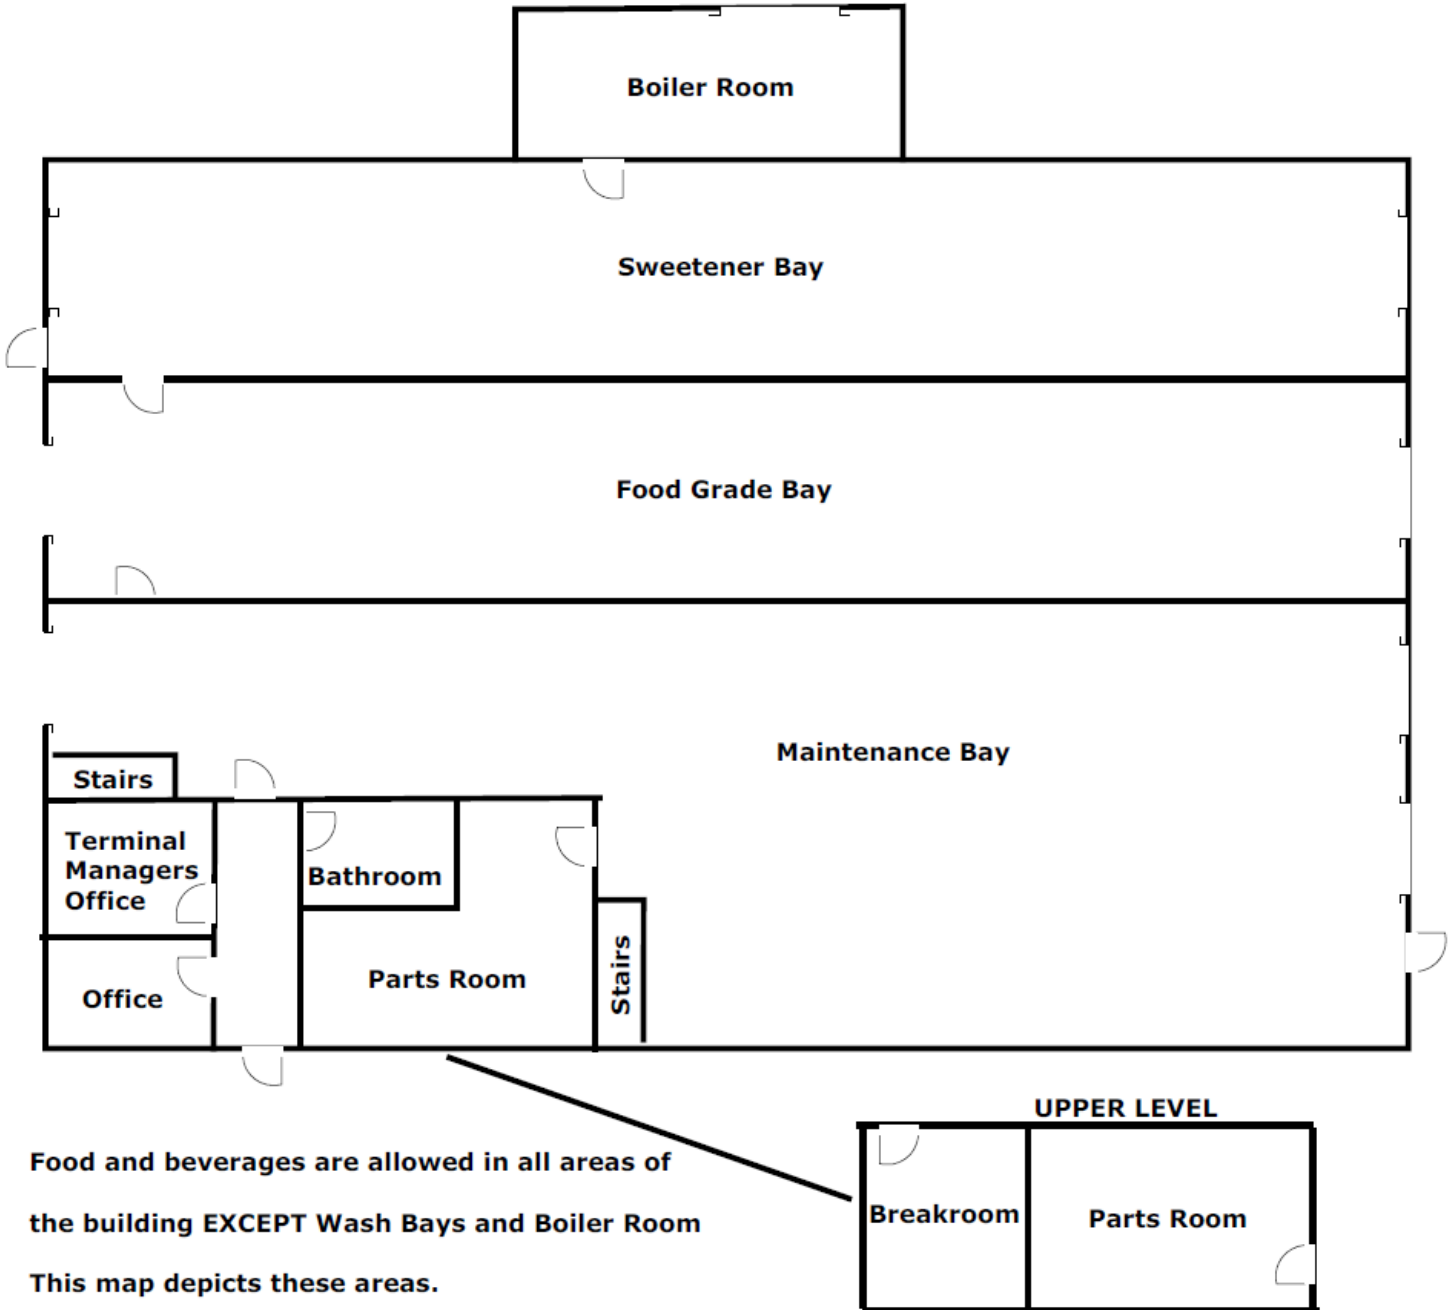 Boiler Room
Sweetener Bay
Food Grade Bay
Maintenance Bay
Stairs
Terminal
Managers
Office
Bathroom
Parts Room
Stairs
Office
UPPER LEVEL
Breakroom
Parts Room
Food and beverages are allowed in all areas of
the building EXCEPT Wash Bays and Boiler Room
This map depicts these areas.